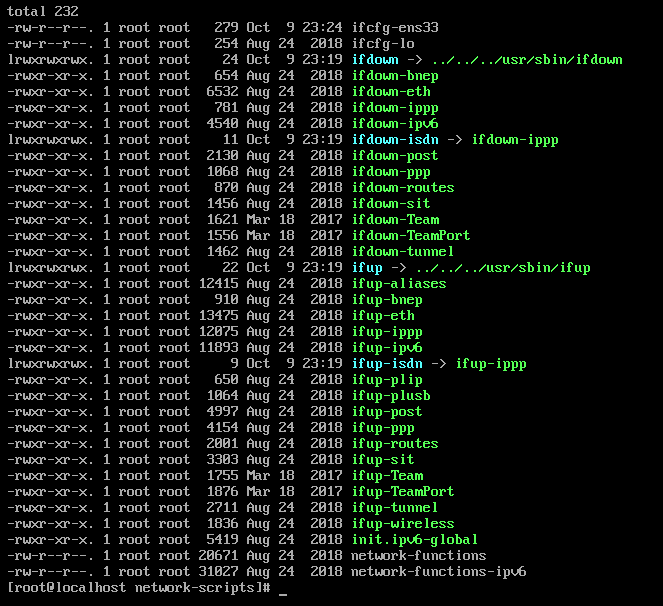 total 232
-rw-r--r--. 1 root root   279 Oct  9 23:24 ifcfg-ens33
-rw-r--r--. 1 root root   254 Aug 24  2018 ifcfg-lo
lrwxrwxrwx. 1 root root    24 Oct  9 23:19 ifdown -> ../../../usr/sbin/ifdown
-rwxr-xr-x. 1 root root   654 Aug 24  2018 ifdown-bnep
-rwxr-xr-x. 1 root root  6532 Aug 24  2018 ifdown-eth
-rwxr-xr-x. 1 root root   781 Aug 24  2018 ifdown-ippp
-rwxr-xr-x. 1 root root  4540 Aug 24  2018 ifdown-ipv6
lrwxrwxrwx. 1 root root    11 Oct  9 23:19 ifdown-isdn -> ifdown-ippp
-rwxr-xr-x. 1 root root  2130 Aug 24  2018 ifdown-post
-rwxr-xr-x. 1 root root  1068 Aug 24  2018 ifdown-ppp
-rwxr-xr-x. 1 root root   870 Aug 24  2018 ifdown-routes
-rwxr-xr-x. 1 root root  1456 Aug 24  2018 ifdown-sit
-rwxr-xr-x. 1 root root  1621 Mar 18  2017 ifdown-Team
-rwxr-xr-x. 1 root root  1556 Mar 18  2017 ifdown-TeamPort
-rwxr-xr-x. 1 root root  1462 Aug 24  2018 ifdown-tunnel
lrwxrwxrwx. 1 root root    22 Oct  9 23:19 ifup -> ../../../usr/sbin/ifup
-rwxr-xr-x. 1 root root 12415 Aug 24  2018 ifup-aliases
-rwxr-xr-x. 1 root root   910 Aug 24  2018 ifup-bnep
-rwxr-xr-x. 1 root root 13475 Aug 24  2018 ifup-eth
-rwxr-xr-x. 1 root root 12075 Aug 24  2018 ifup-ippp
-rwxr-xr-x. 1 root root 11893 Aug 24  2018 ifup-ipv6
lrwxrwxrwx. 1 root root     9 Oct  9 23:19 ifup-isdn -> ifup-ippp
-rwxr-xr-x. 1 root root   650 Aug 24  2018 ifup-plip
-rwxr-xr-x. 1 root root  1064 Aug 24  2018 ifup-plusb
-rwxr-xr-x. 1 root root  4997 Aug 24  2018 ifup-post
-rwxr-xr-x. 1 root root  4154 Aug 24  2018 ifup-ppp
-rwxr-xr-x. 1 root root  2001 Aug 24  2018 ifup-routes
-rwxr-xr-x. 1 root root  3303 Aug 24  2018 ifup-sit
-rwxr-xr-x. 1 root root  1755 Mar 18  2017 ifup-Team
-rwxr-xr-x. 1 root root  1876 Mar 18  2017 ifup-TeamPort
-rwxr-xr-x. 1 root root  2711 Aug 24  2018 ifup-tunnel
-rwxr-xr-x. 1 root root  1836 Aug 24  2018 ifup-wireless
-rwxr-xr-x. 1 root root  5419 Aug 24  2018 init.ipv6-global
-rw-r--r--. 1 root root 20671 Aug 24  2018 network-functions
-rw-r--r--. 1 root root 31027 Aug 24  2018 network-functions-ipv6
[root@localhost network-scripts]# _